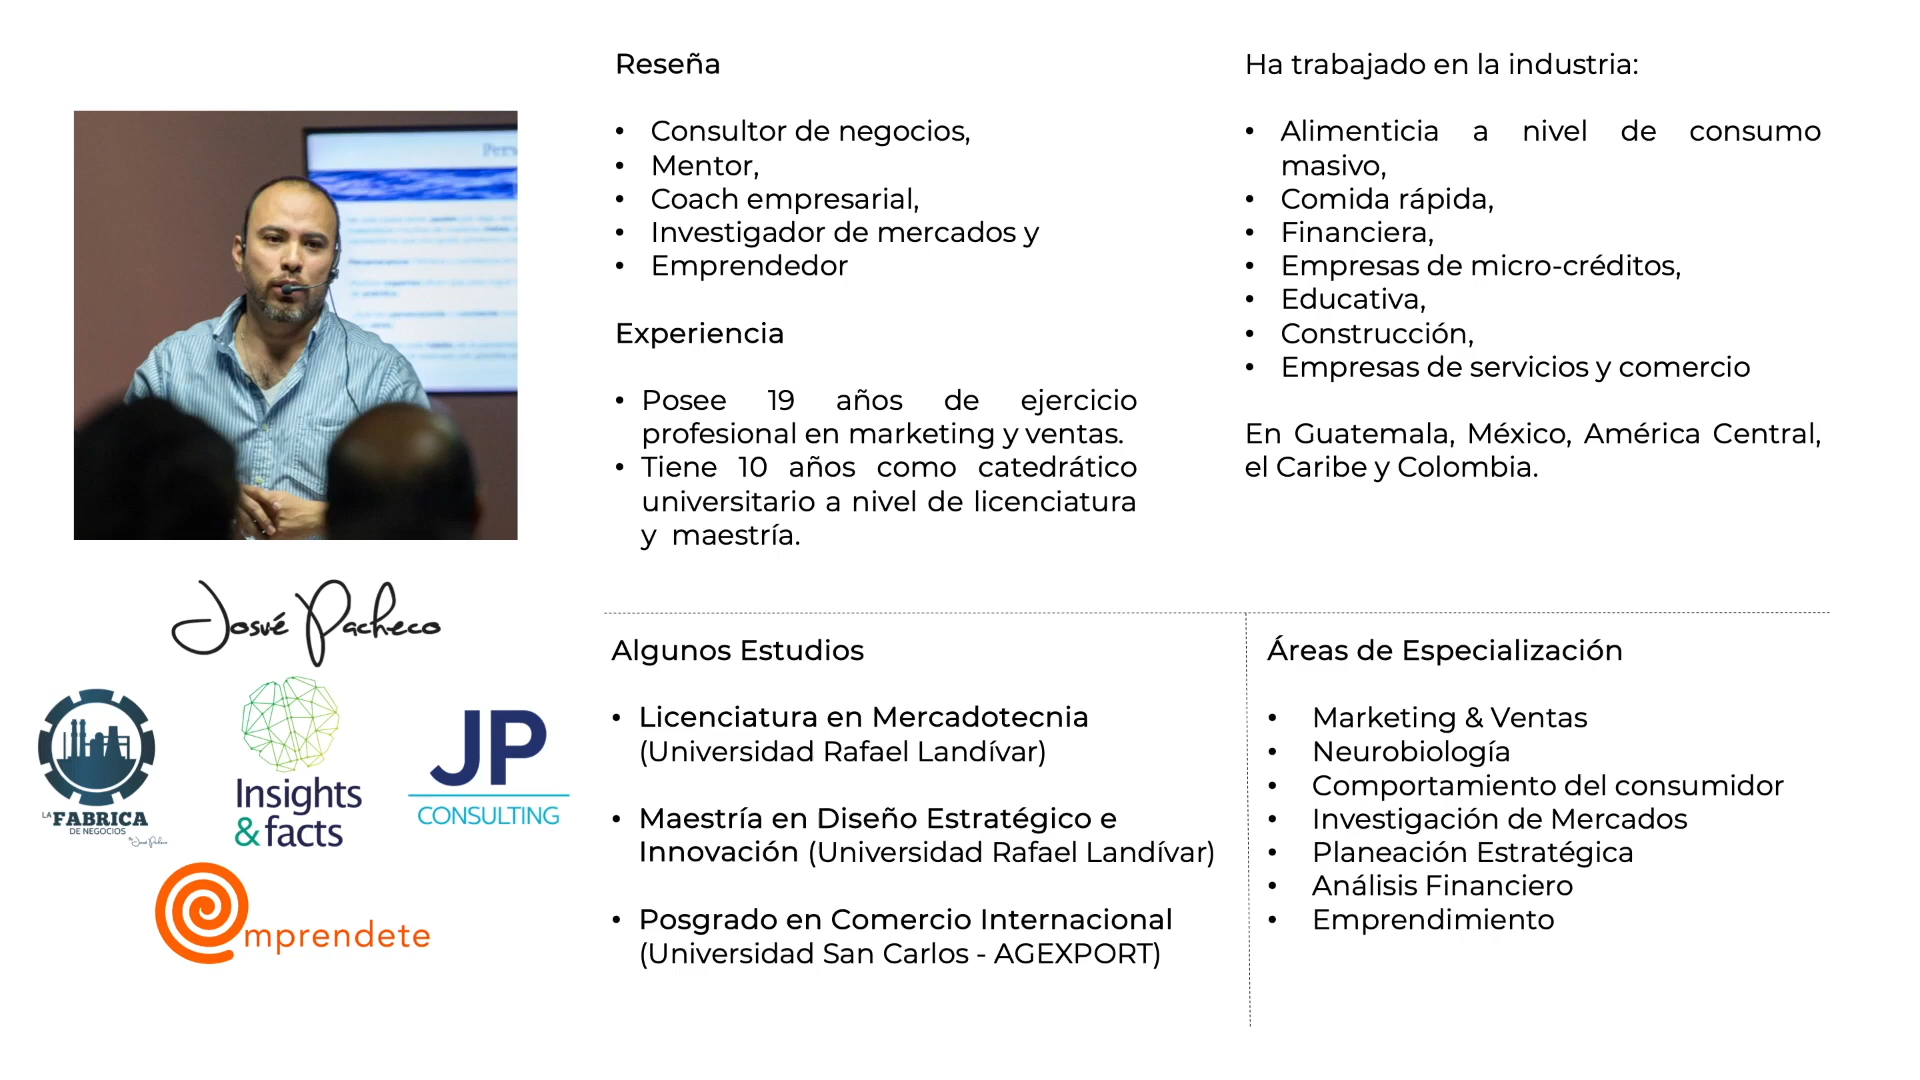 Reseña
• Consultor de negocios,
• Mentor,
• Coach empresarial,
• Investigador de mercados y
• Emprendedor
Experiencia
• Posee 19 años de ejercicio
profesional en marketing y ventas.
• Tiene 10 años como catedrático
universitario a nivel de licenciatura
y maestría.
Ha trabajado en la industria:
• Alimenticia a nivel de consumo
masivo,
• Comida rápida,
• Financiera,
• Empresas de micro-créditos,
• Educativa,
• Construcción,
• Empresas de servicios y comercio
En Guatemala, México, América Central,
el Caribe y Colombia.
Josué Pacheco
LA FABRICA
DE NEGOCIOS
By Josué Pacheco
Insights
& facts
JP
CONSULTING
emprendete
Algunos Estudios
• Licenciatura en Mercadotecnia
(Universidad Rafael Landívar)
• Maestría en Diseño Estratégico e
Innovación (Universidad Rafael Landívar)
• Posgrado en Comercio Internacional
(Universidad San Carlos - AGEXPORT)
Áreas de Especialización
• Marketing & Ventas
• Neurobiología
• Comportamiento del consumidor
• Investigación de Mercados
• Planeación Estratégica
• Análisis Financiero
• Emprendimiento